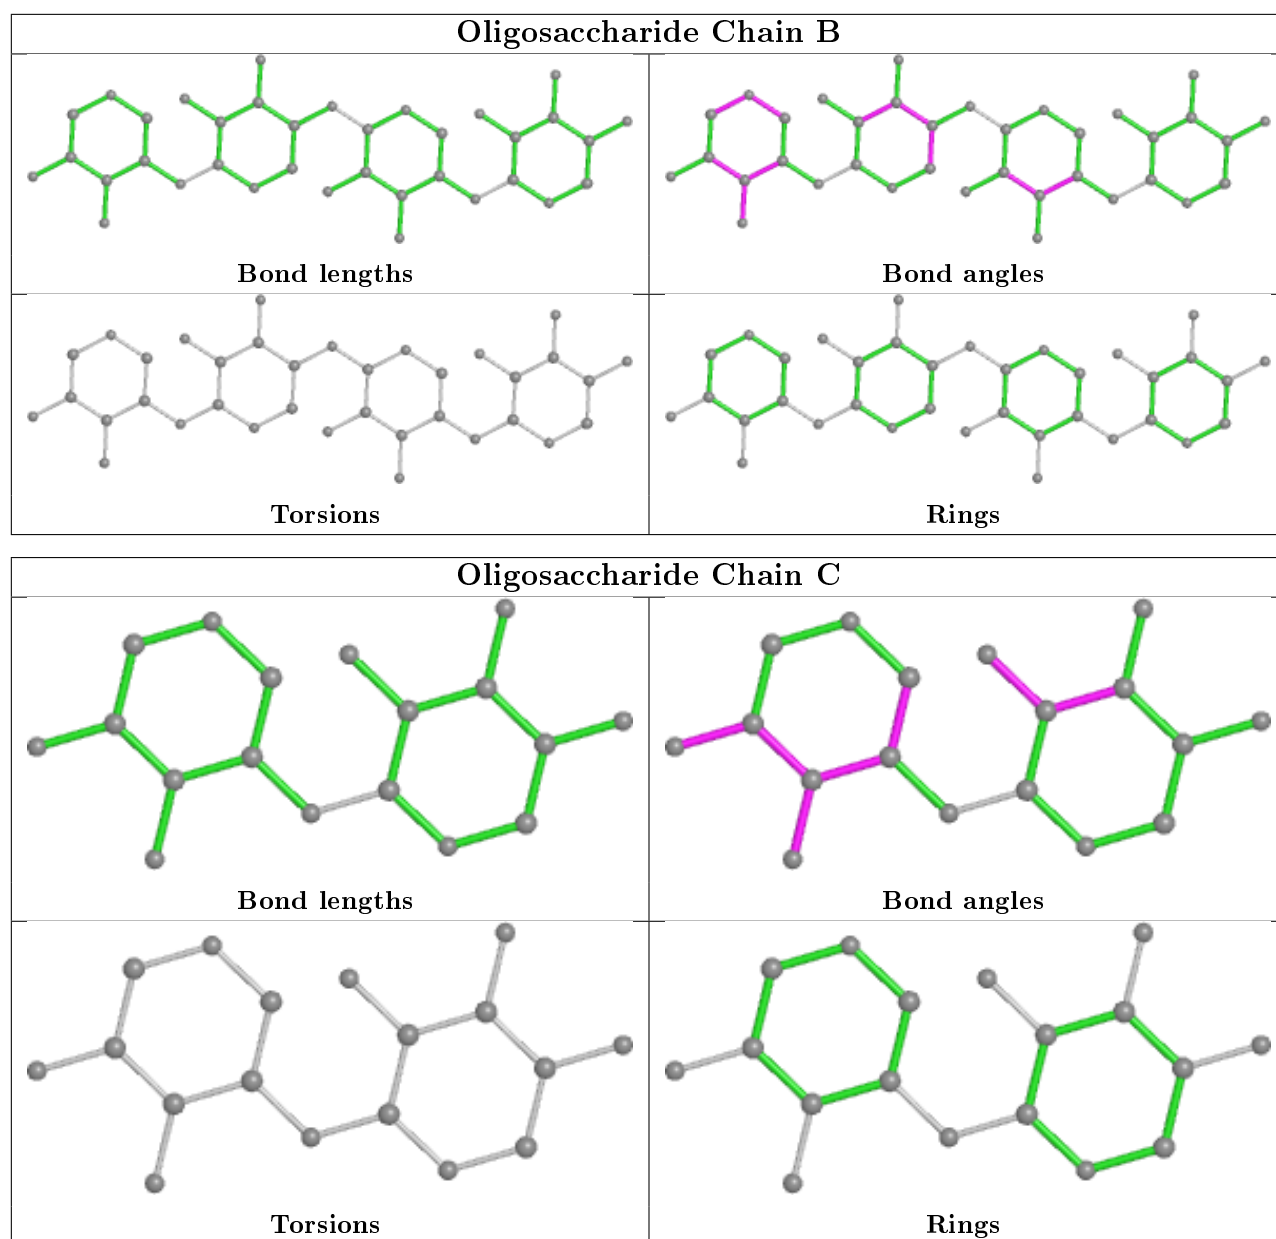 Oligosaccharide Chain B
Bond lengths
Bond angles
Torsions
Rings
Oligosaccharide Chain C
Bond lengths
Bond angles
Torsions
Rings